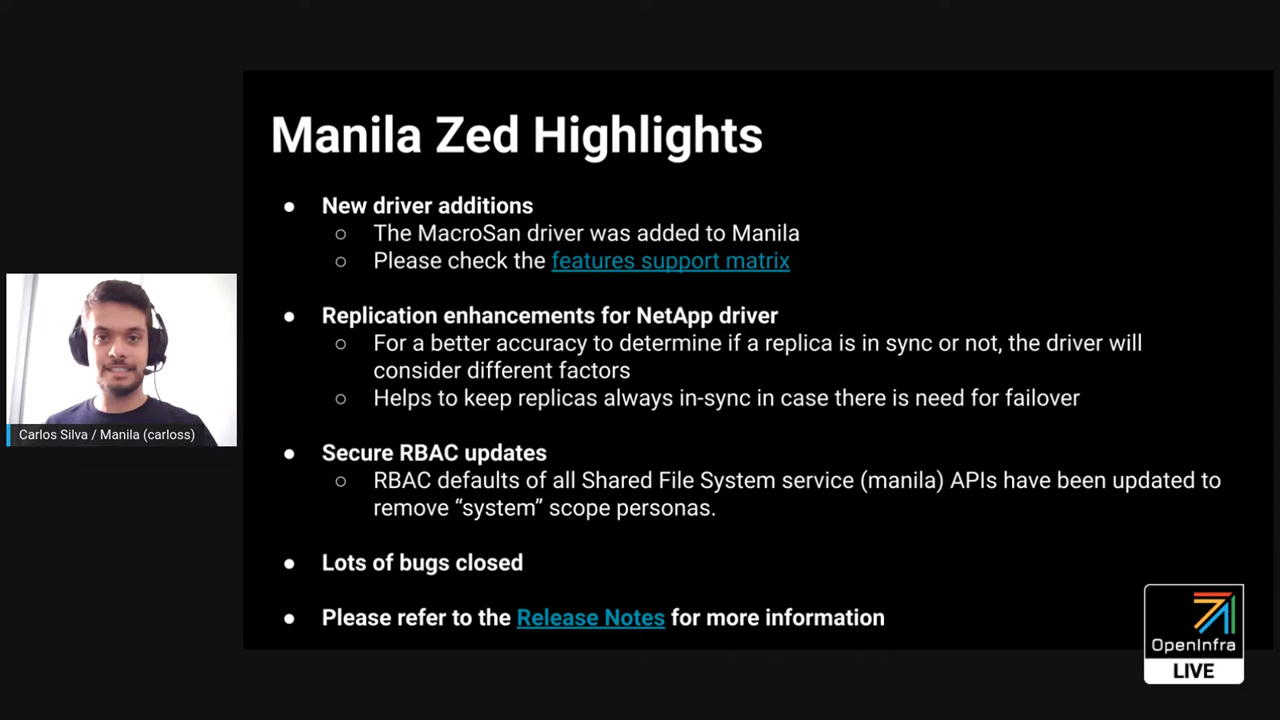 Manila Zed Highlights
● New driver additions
○ The MacroSan driver was added to Manila
○ Please check the features support matrix
● Replication enhancements for NetApp driver
○ For a better accuracy to determine if a replica is in sync or not, the driver will
consider different factors
○ Helps to keep replicas always in-sync in case there is need for failover
● Secure RBAC updates
○ RBAC defaults of all Shared File System service (manila) APIs have been updated to
remove “system” scope personas.
● Lots of bugs closed
● Please refer to the Release Notes for more information
Carlos Silva / Manila (carloss)
OpenInfra
LIVE